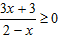 (3x + 3)/(2 − x) ≥ 0